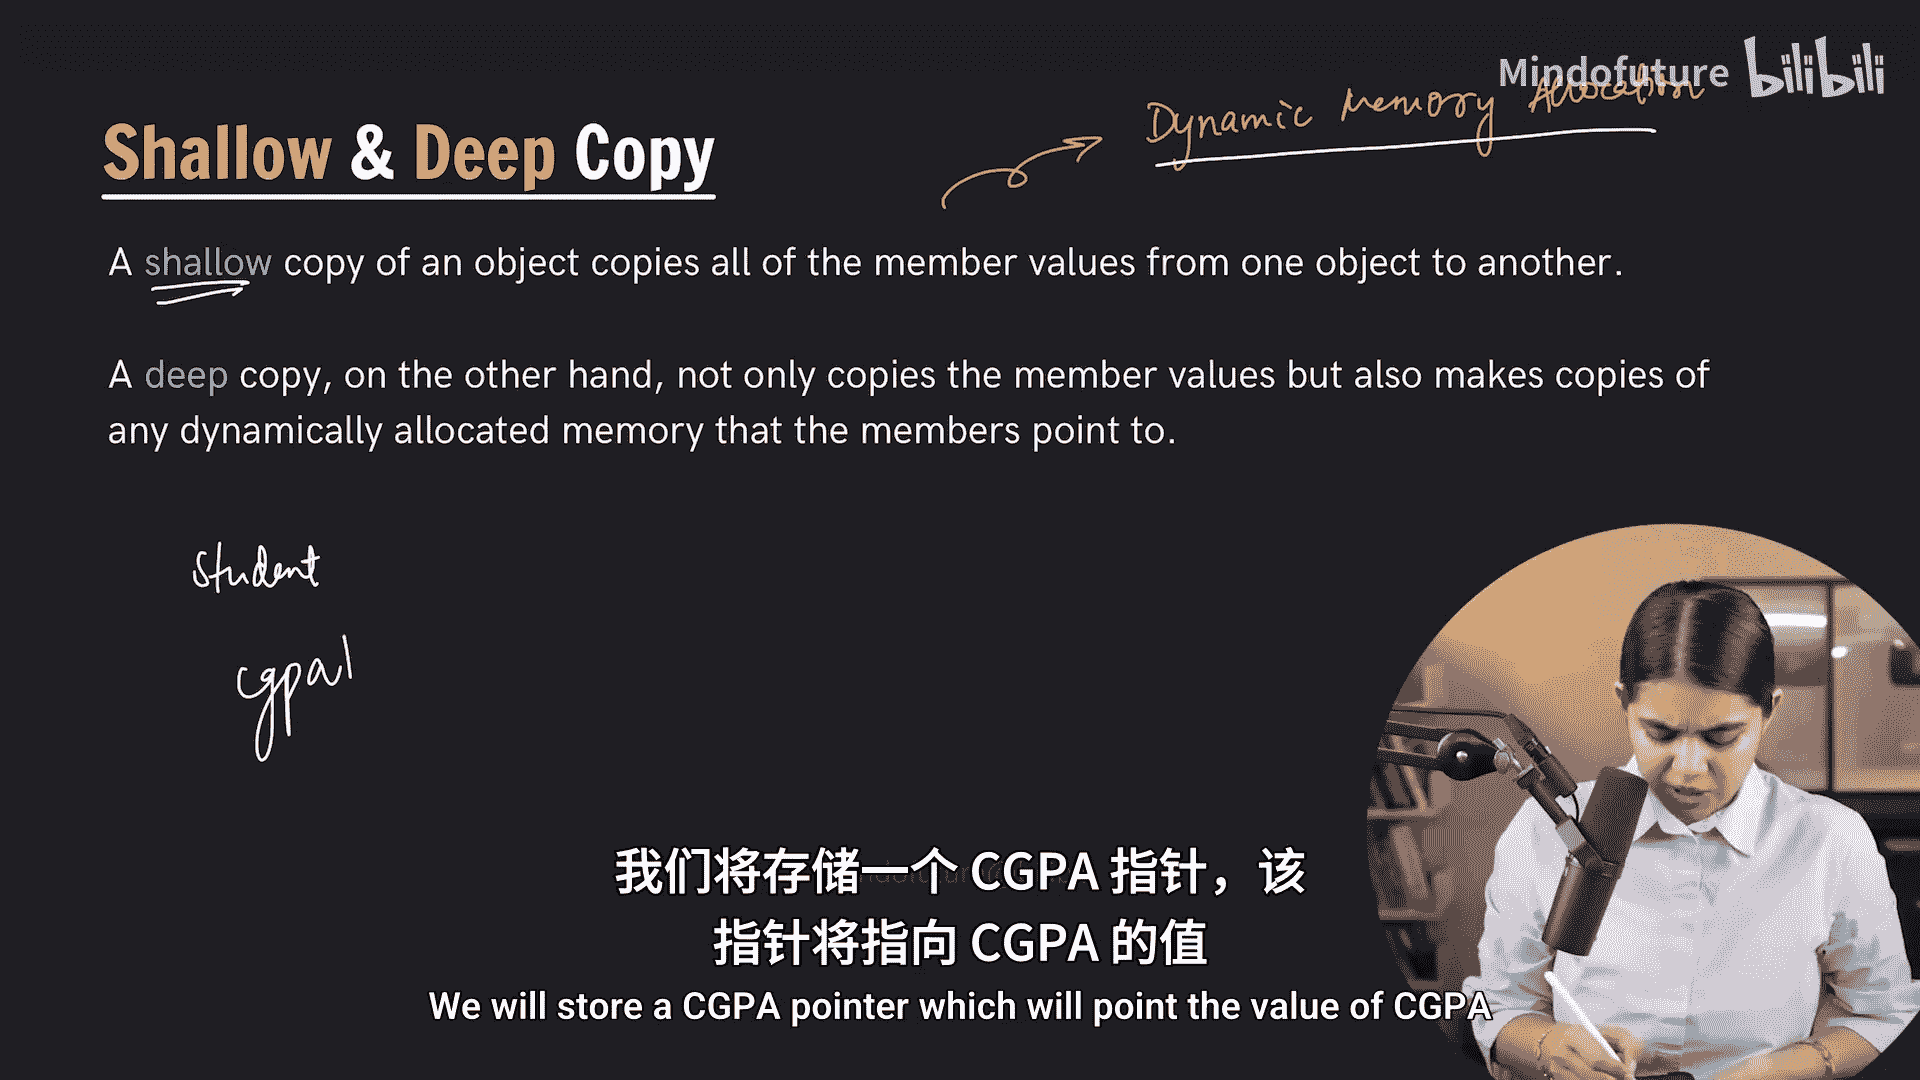 Mindofuture bilibili
Dynamic Memory Allocation
Shallow & Deep Copy
A shallow copy of an object copies all of the member values from one object to another.
A deep copy, on the other hand, not only copies the member values but also makes copies of
any dynamically allocated memory that the members point to.
student
我们将存储一个 CGPA 指针，该
指针将指向 CGPA 的值
We will store a CGPA pointer which will point the value of CGPA